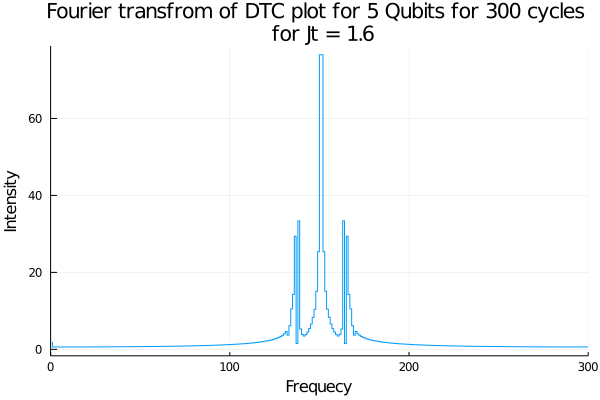 Fourier transfrom of DTC plot for 5 Qubits for 300 cycles
for Jt = 1.6
60
40
20
0
Intensity
0 100 200 300
Frequecy